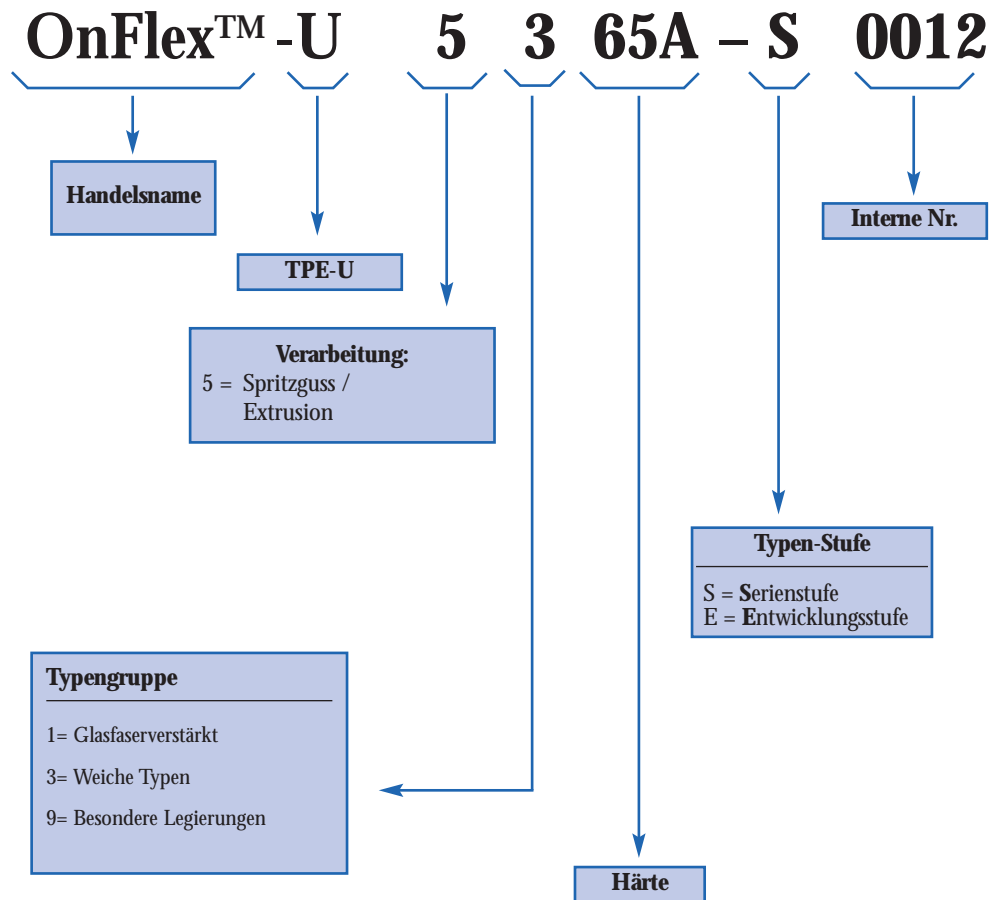 OnFlex™ -U 5 3 65A – S 0012
Handelsname
Interne Nr.
TPE-U
Verarbeitung:
5 = Spritzguss /
Extrusion
Typen-Stufe
S = Serienstufe
E = Entwicklungsstufe
Typengruppe
1= Glasfaserverstärkt
3= Weiche Typen
9= Besondere Legierungen
Härte